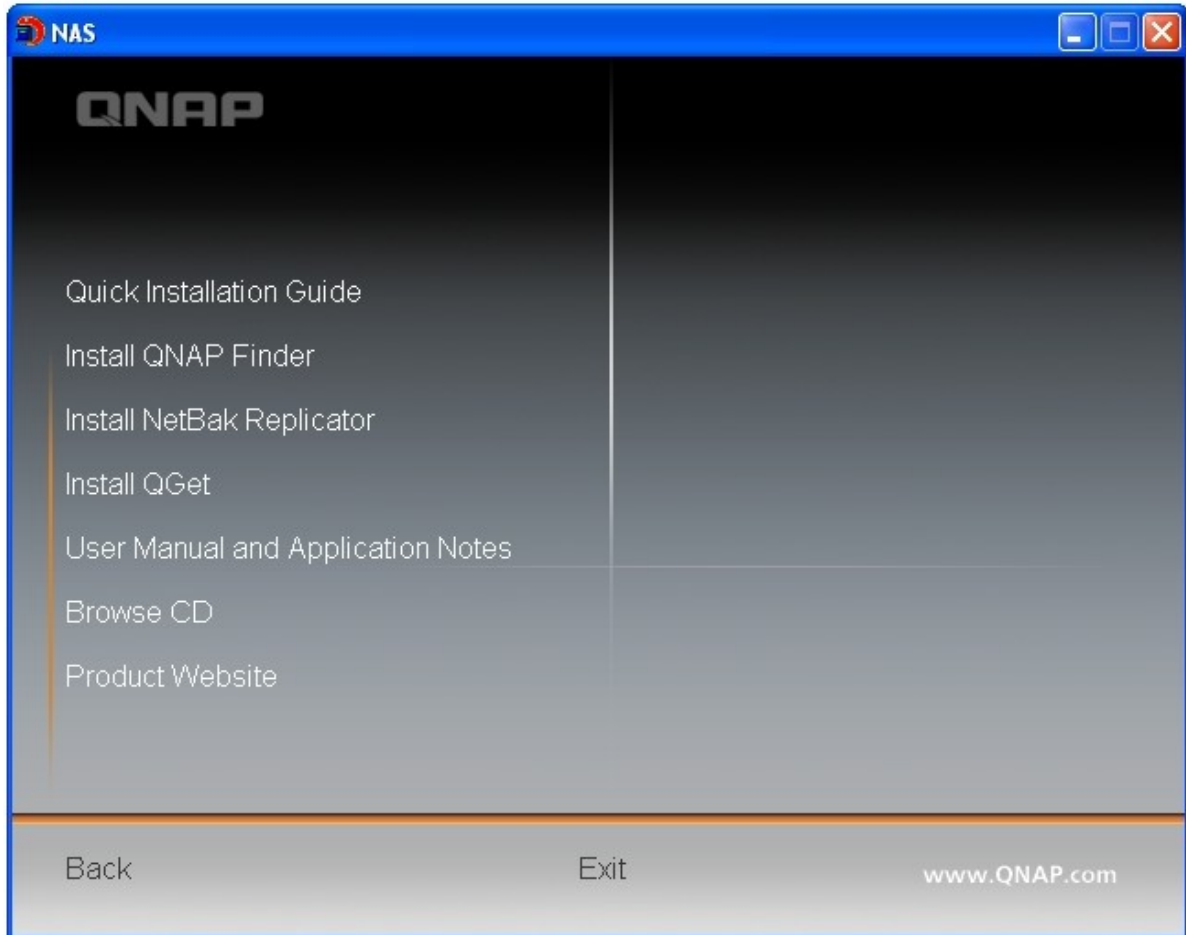 NAS
QNAP
Quick Installation Guide
Install QNAP Finder
Install NetBak Replicator
Install QGet
User Manual and Application Notes
Browse CD
Product Website
Back Exit www.QNAP.com